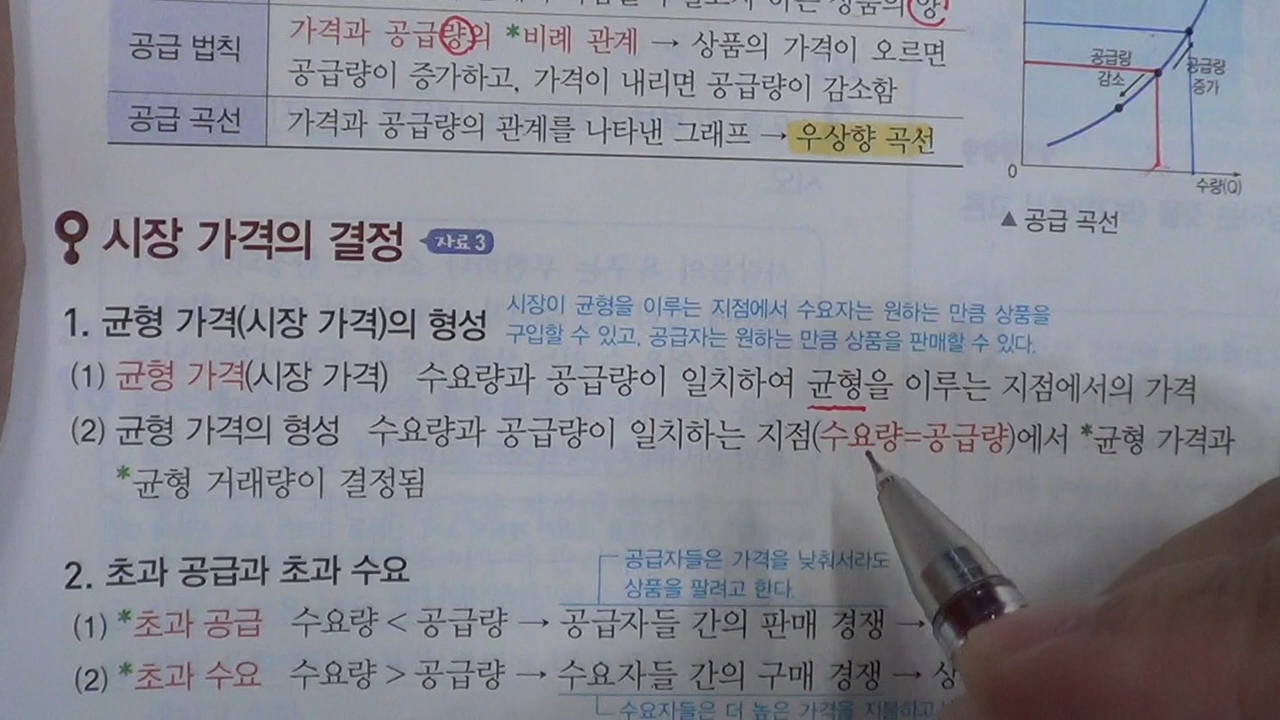 공급 법칙
가격과 공급량의 *비례 관계 → 상품의 가격이 오르면
공급량이 증가하고, 가격이 내리면 공급량이 감소함
공급 곡선
가격과 공급량의 관계를 나타낸 그래프 → 우상향 곡선
공급량
감소
공급량
증가
0
수량(Q)
▲ 공급 곡선
시장 가격의 결정 자료 3
1. 균형 가격(시장 가격)의 형성
시장이 균형을 이루는 지점에서 수요자는 원하는 만큼 상품을
구입할 수 있고, 공급자는 원하는 만큼 상품을 판매할 수 있다.
(1) 균형 가격(시장 가격) 수요량과 공급량이 일치하여 균형을 이루는 지점에서의 가격
(2) 균형 가격의 형성 수요량과 공급량이 일치하는 지점(수요량=공급량)에서 *균형 가격과
*균형 거래량이 결정됨
2. 초과 공급과 초과 수요
공급자들은 가격을 낮춰서라도
상품을 팔려고 한다.
(1) *초과 공급 수요량 < 공급량 → 공급자들 간의 판매 경쟁 →
(2) *초과 수요 수요량 > 공급량 → 수요자들 간의 구매 경쟁 → 상
수요자들은 더 높은 가격을 지불하고